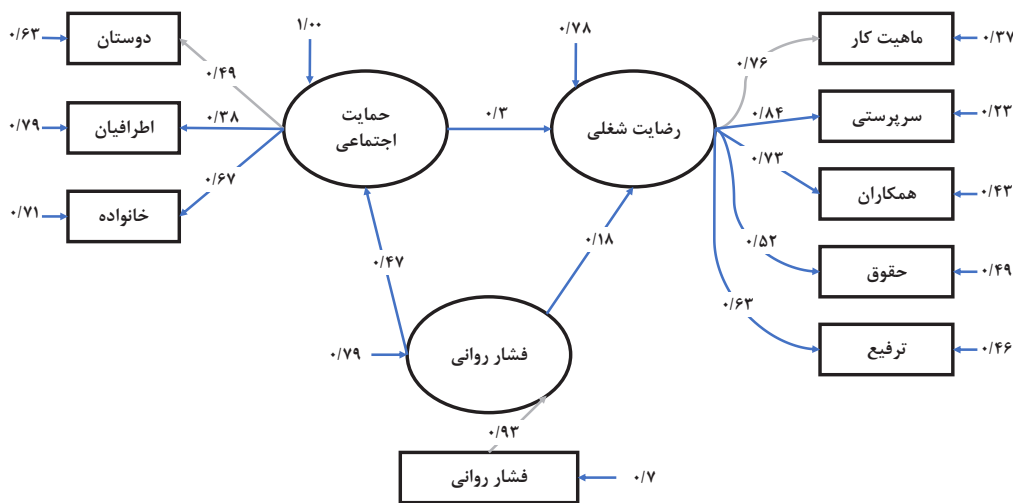 ۱/۰۰
۰/۷۸
۰/۶۳
دوستان
ماهیت کار
۰/۳۷
۰/۴۹
۰/۷۶
۰/۷۹
اطرافیان
۰/۳۸
حمایت
اجتماعی
۰/۳
رضایت شغلی
۰/۸۴
سرپرستی
۰/۲۳
۰/۶۷
۰/۷۳
۰/۷۱
خانواده
همکاران
۰/۴۳
۰/۴۷
۰/۱۸
۰/۵۲
حقوق
۰/۴۹
۰/۶۳
۰/۷۹
فشار روانی
ترفیع
۰/۴۶
۰/۹۳
فشار روانی
۰/۷